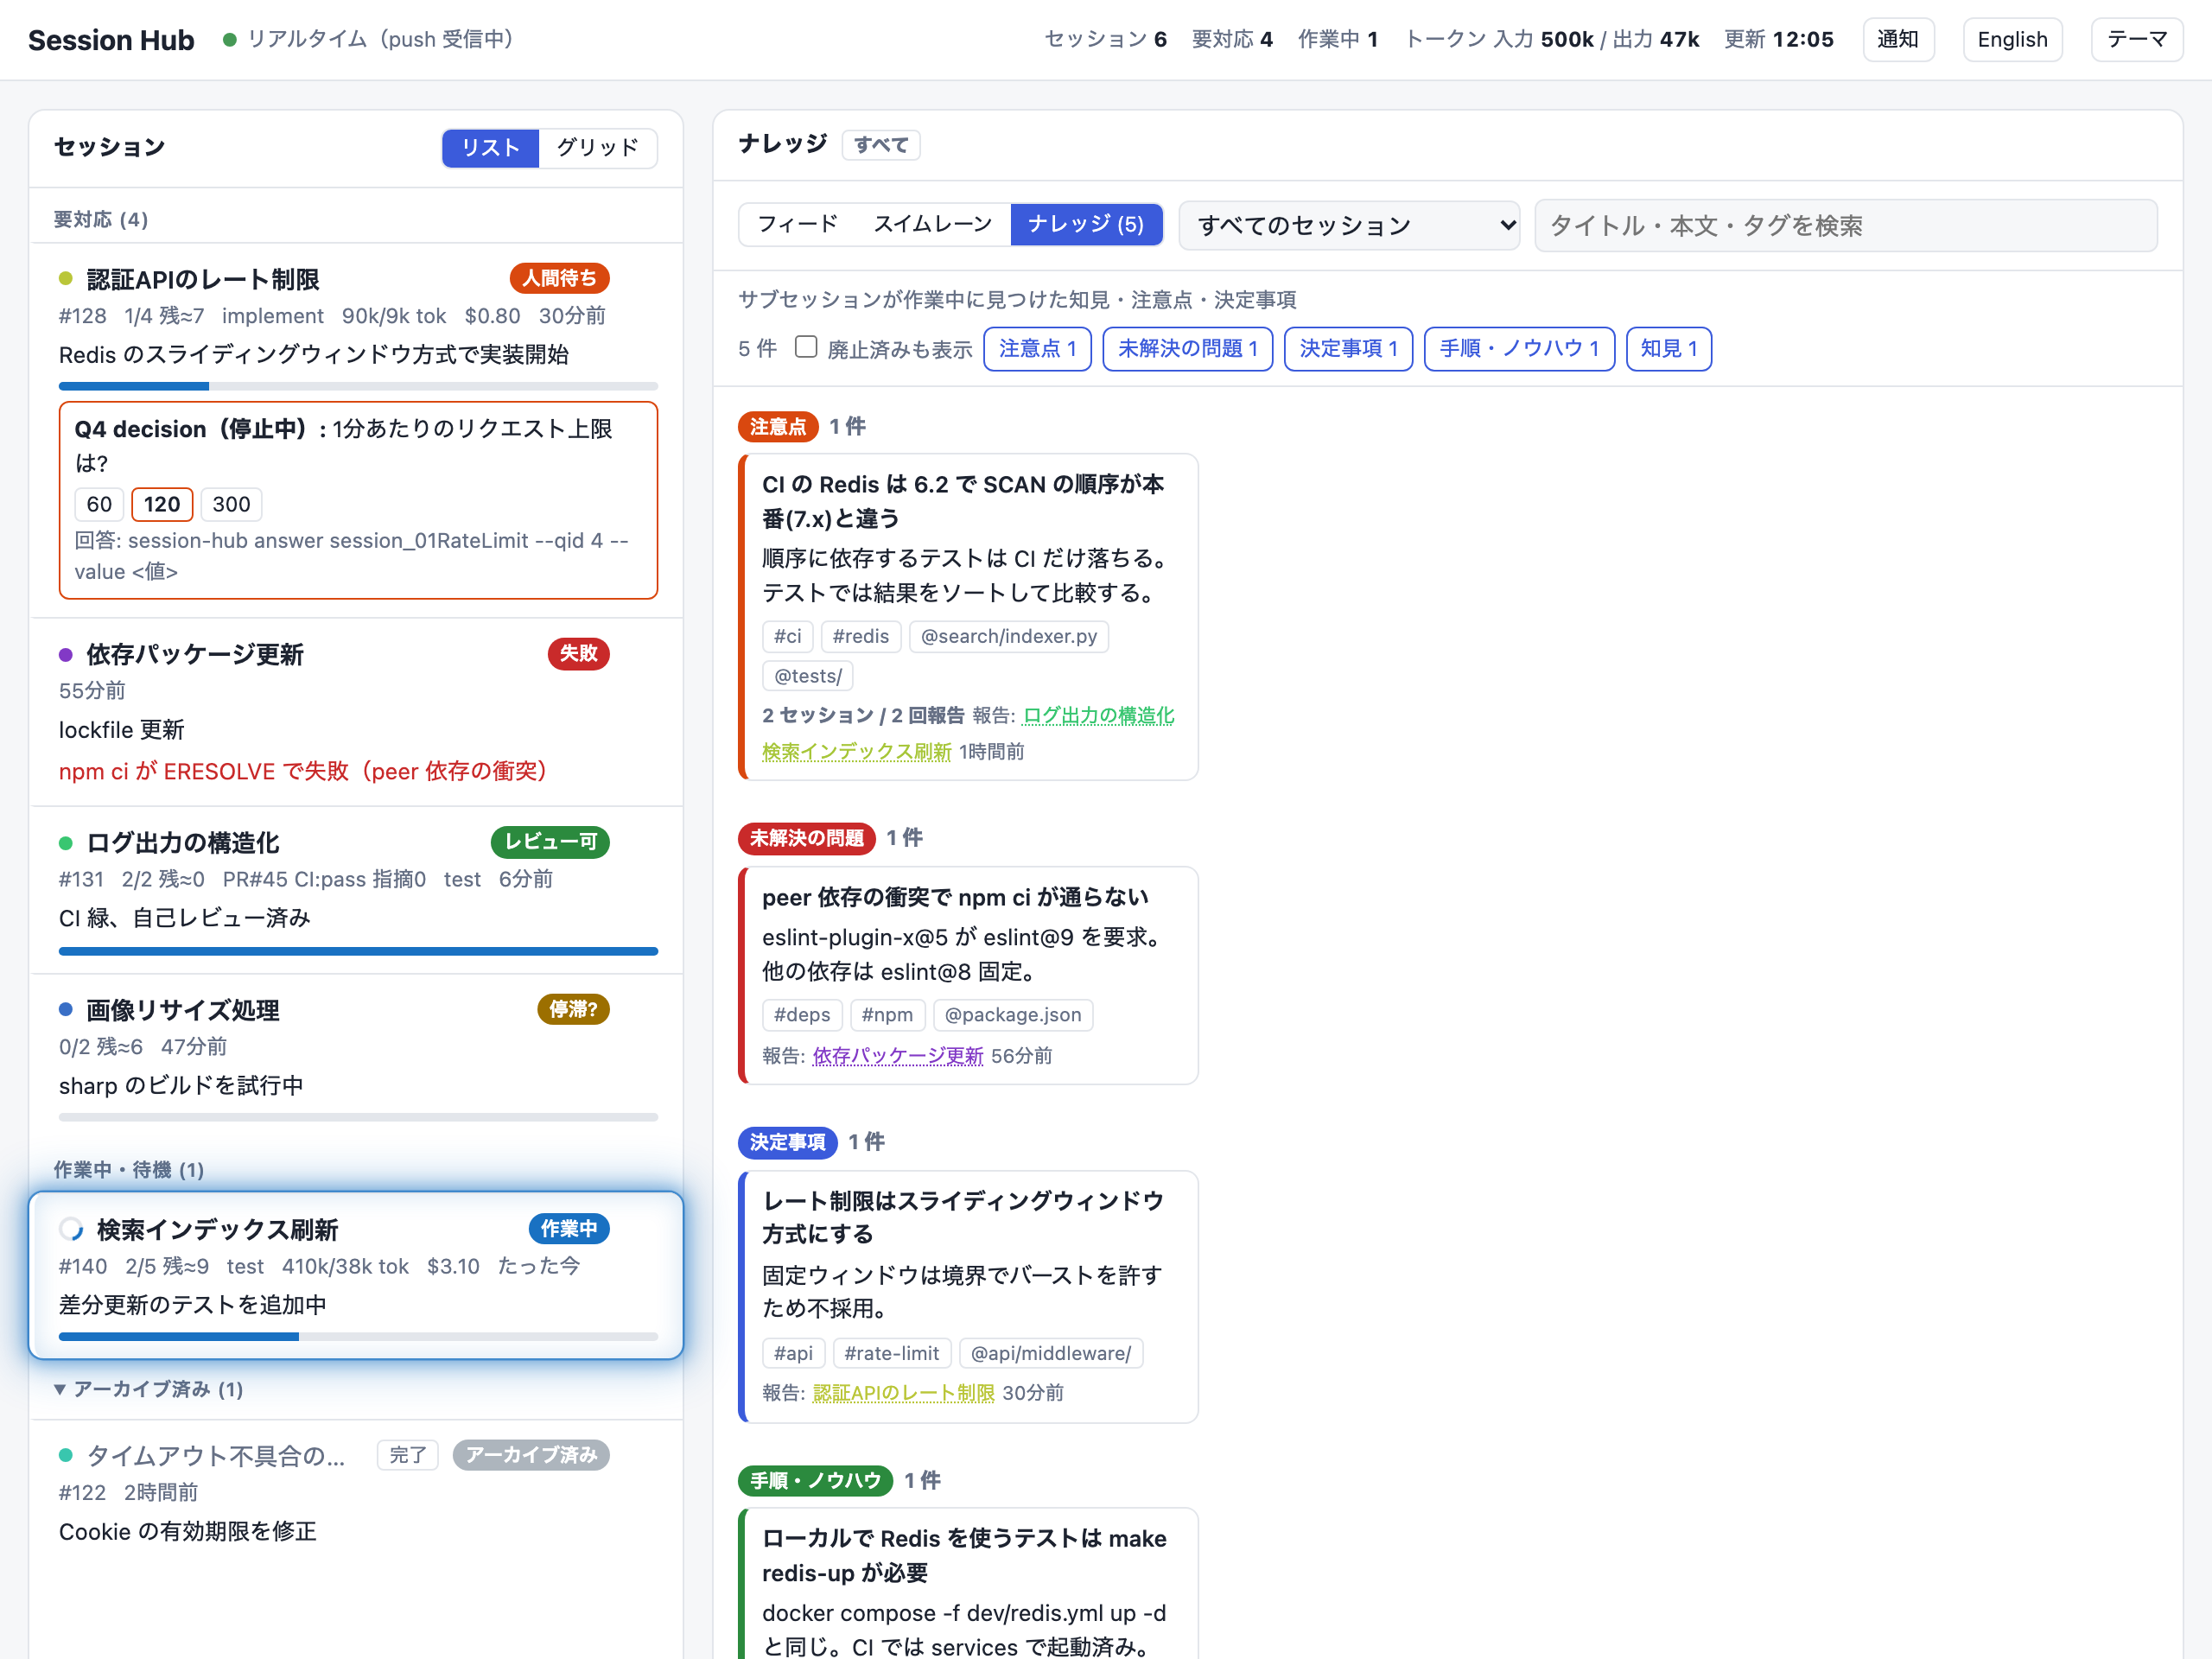 Session Hub
リアルタイム（push 受信中）
セッション 6 要対応 4 作業中 1 トークン 入力 500k / 出力 47k 更新 12:05
通知
English
テーマ
セッション
リスト
グリッド
要対応 (4)
認証APIのレート制限
人間待ち
#128 1/4 残≈7 implement 90k/9k tok $0.80 30分前
Redis のスライディングウィンドウ方式で実装開始
Q4 decision（停止中）: 1分あたりのリクエスト上限
は?
60
120
300
回答: session-hub answer session_01RateLimit --qid 4 --
value <値>
依存パッケージ更新
失敗
55分前
lockfile 更新
npm ci が ERESOLVE で失敗（peer 依存の衝突）
ログ出力の構造化
レビュー可
#131 2/2 残≈0 PR#45 CI:pass 指摘0 test 6分前
CI 緑、自己レビュー済み
画像リサイズ処理
停滞?
0/2 残≈6 47分前
sharp のビルドを試行中
作業中・待機 (1)
検索インデックス刷新
作業中
#140 2/5 残≈9 test 410k/38k tok $3.10 たった今
差分更新のテストを追加中
▼ アーカイブ済み (1)
タイムアウト不具合の...
完了
アーカイブ済み
#122 2時間前
Cookie の有効期限を修正
ナレッジ
すべて
フィード
スイムレーン
ナレッジ (5)
すべてのセッション
タイトル・本文・タグを検索
サブセッションが作業中に見つけた知見・注意点・決定事項
5 件
廃止済みも表示
注意点 1
未解決の問題 1
決定事項 1
手順・ノウハウ 1
知見 1
注意点 1 件
CI の Redis は 6.2 で SCAN の順序が本
番(7.x)と違う
順序に依存するテストは CI だけ落ちる。
テストでは結果をソートして比較する。
#ci #redis @search/indexer.py
@tests/
2 セッション / 2 回報告 報告: ログ出力の構造化
検索インデックス刷新 1時間前
未解決の問題 1 件
peer 依存の衝突で npm ci が通らない
eslint-plugin-x@5 が eslint@9 を要求。
他の依存は eslint@8 固定。
#deps #npm @package.json
報告: 依存パッケージ更新 56分前
決定事項 1 件
レート制限はスライディングウィンドウ
方式にする
固定ウィンドウは境界でバーストを許す
ため不採用。
#api #rate-limit @api/middleware/
報告: 認証APIのレート制限 30分前
手順・ノウハウ 1 件
ローカルで Redis を使うテストは make
redis-up が必要
docker compose -f dev/redis.yml up -d
と同じ。CI では services で起動済み。